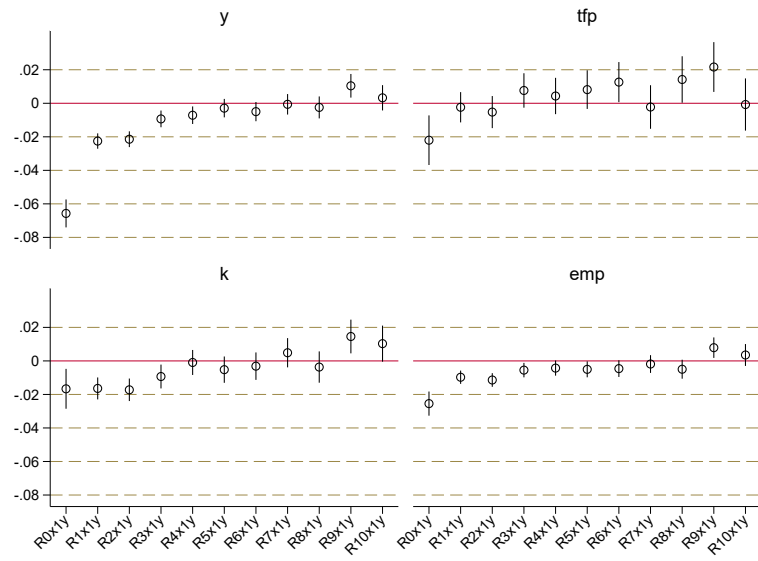 y
tfp
.02
0
-.02
-.04
-.06
-.08
k
emp
.02
0
-.02
-.04
-.06
-.08
R0x1y
R1x1y
R2x1y
R3x1y
R4x1y
R5x1y
R6x1y
R7x1y
R8x1y
R9x1y
R10x1y
R0x1y
R1x1y
R2x1y
R3x1y
R4x1y
R5x1y
R6x1y
R7x1y
R8x1y
R9x1y
R10x1y